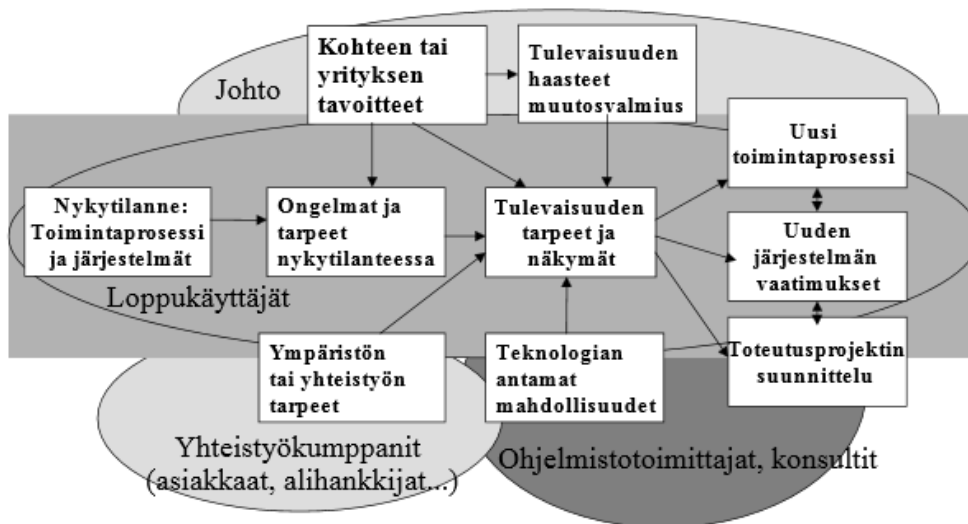 Kohteen tai
yrityksen
tavoitteet
Tulevaisuuden
haasteet
muutosvalmius
Johto
Uusi
toimintaprosessi
Nykytilanne:
Toimintaprosessi
ja järjestelmät
Ongelmat ja
tarpeet
nykytilanteessa
Tulevaisuuden
tarpeet ja
näkymät
Uuden
järjestelmän
vaatimukset
Loppukäyttäjät
Ympäristön
tai yhteistyön
tarpeet
Teknologian
antamat
mahdollisuudet
Toteutusprojektin
suunnittelu
Yhteistyökumppanit
(asiakkaat, alihankkijat...)
Ohjelmistotoimittajat, konsultit